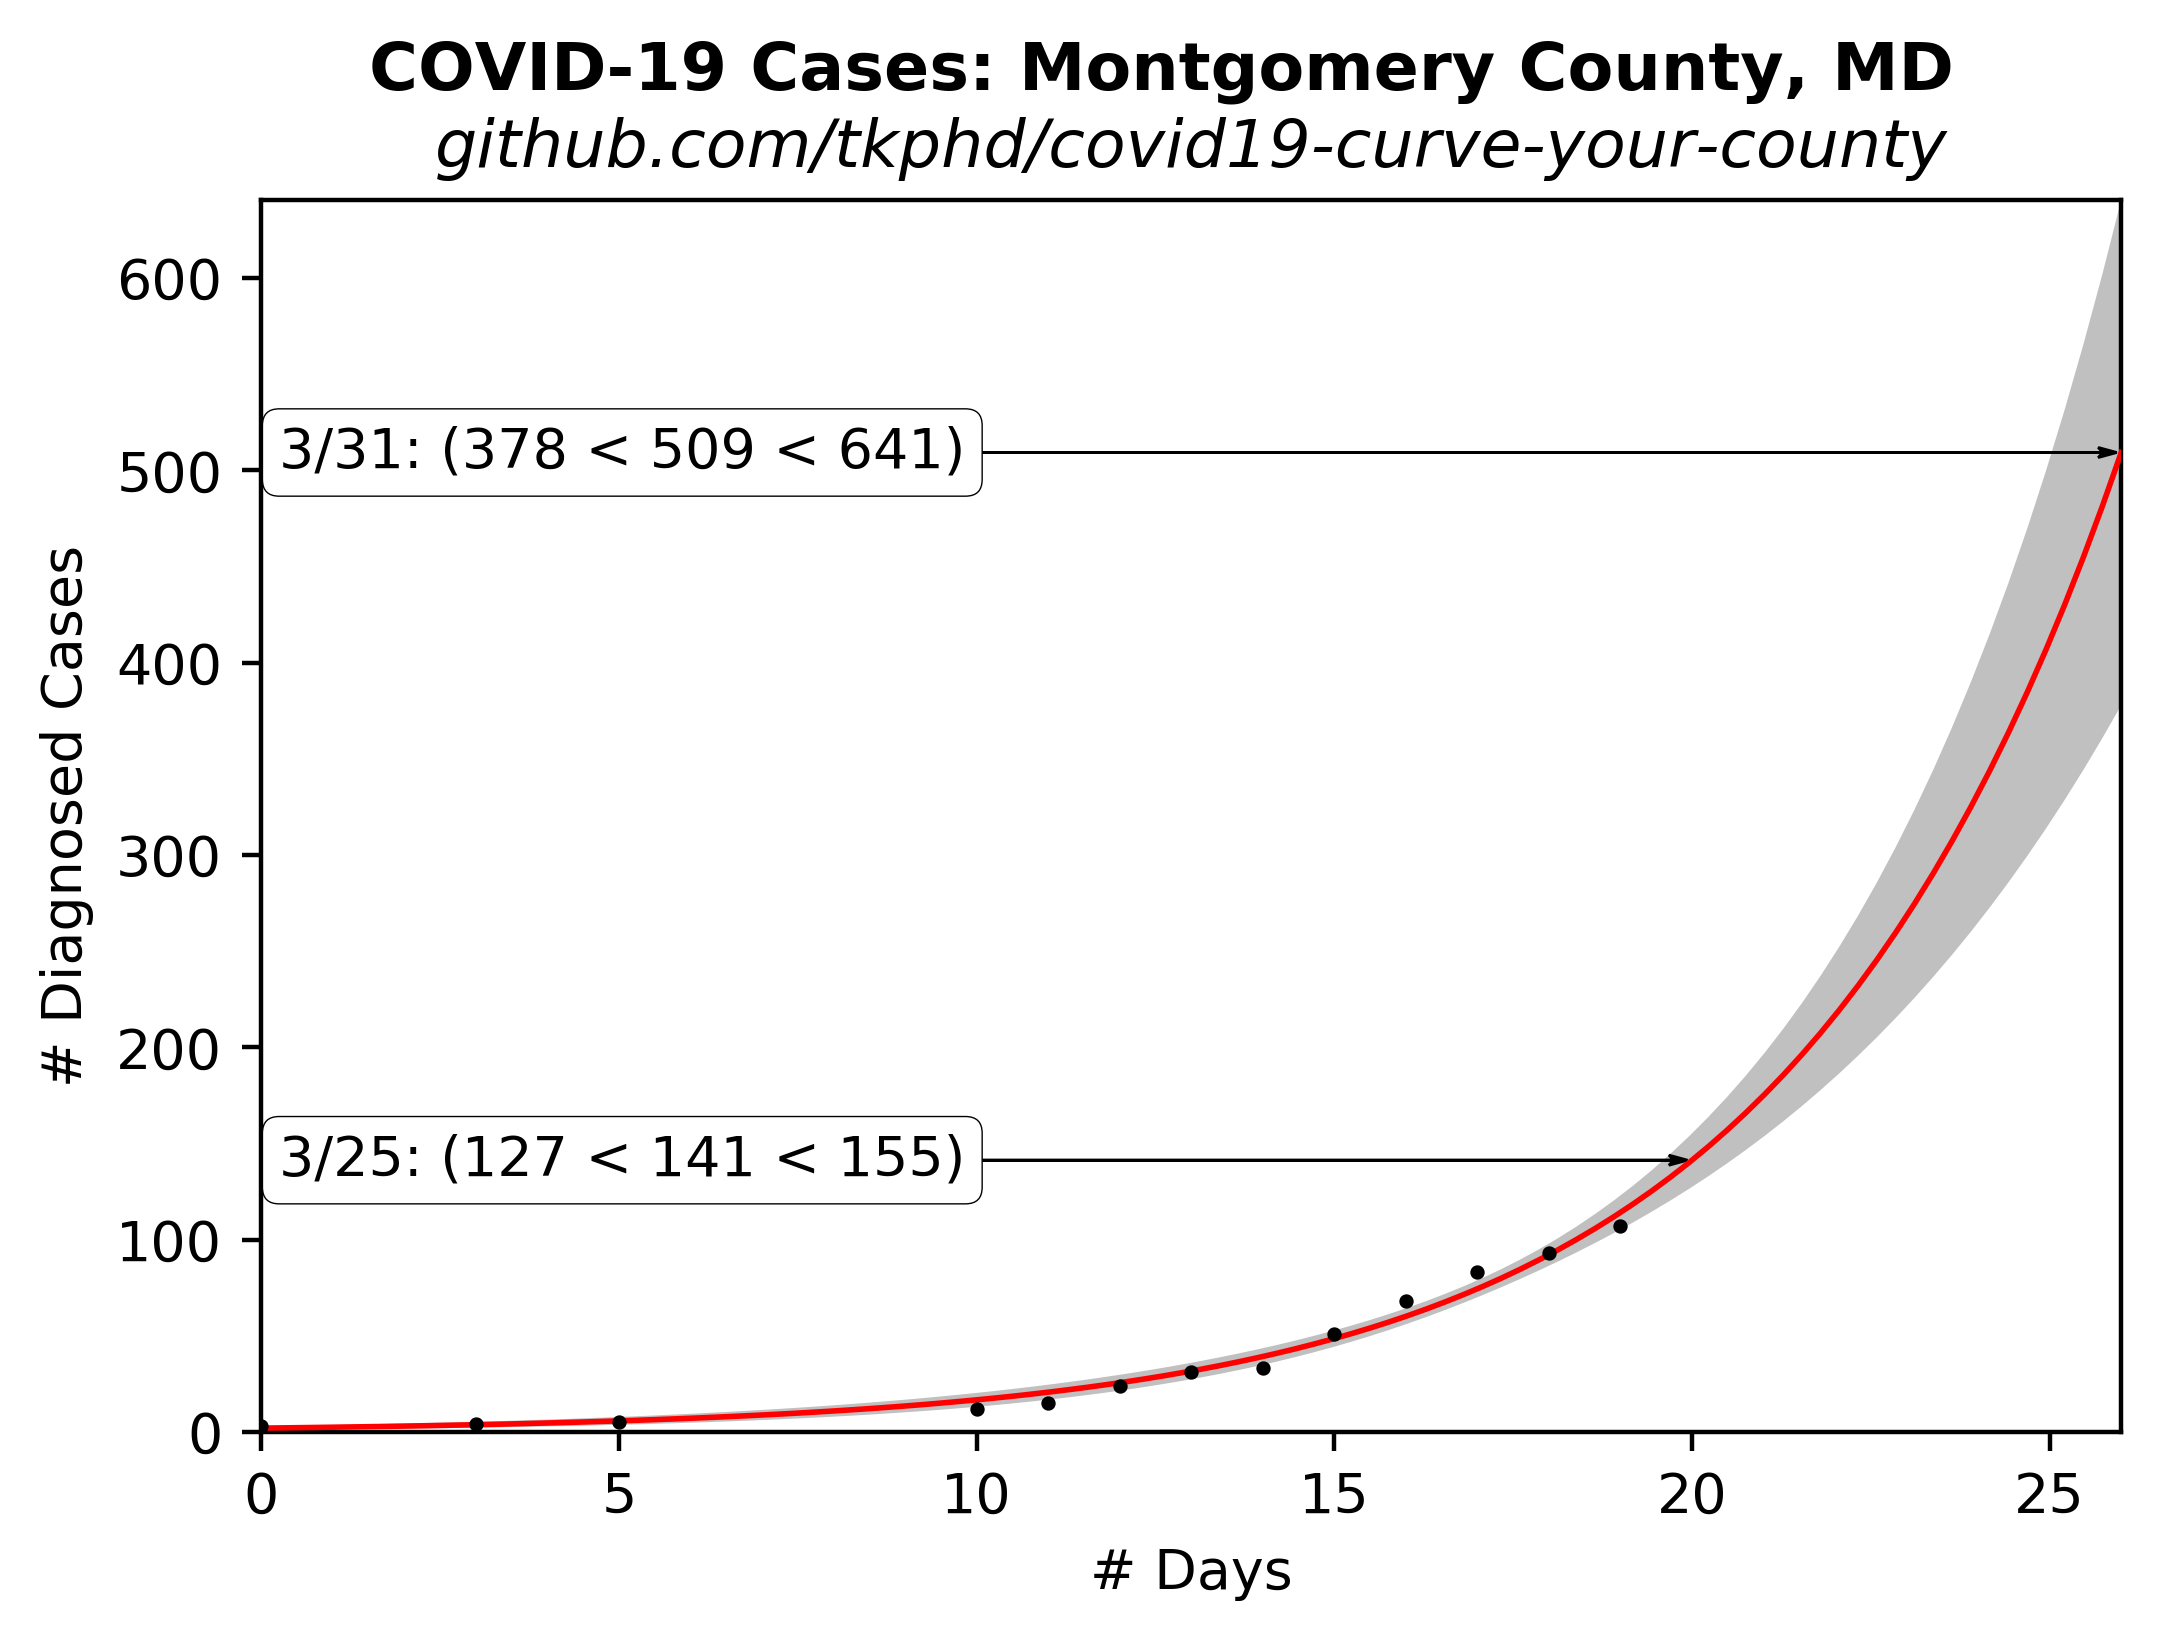 COVID-19 Cases: Montgomery County, MD
github.com/tkphd/covid19-curve-your-county
600
500
400
300
200
100
0
# Diagnosed Cases
3/31: (378 < 509 < 641)
3/25: (127 < 141 < 155)
0 5 10 15 20 25
# Days